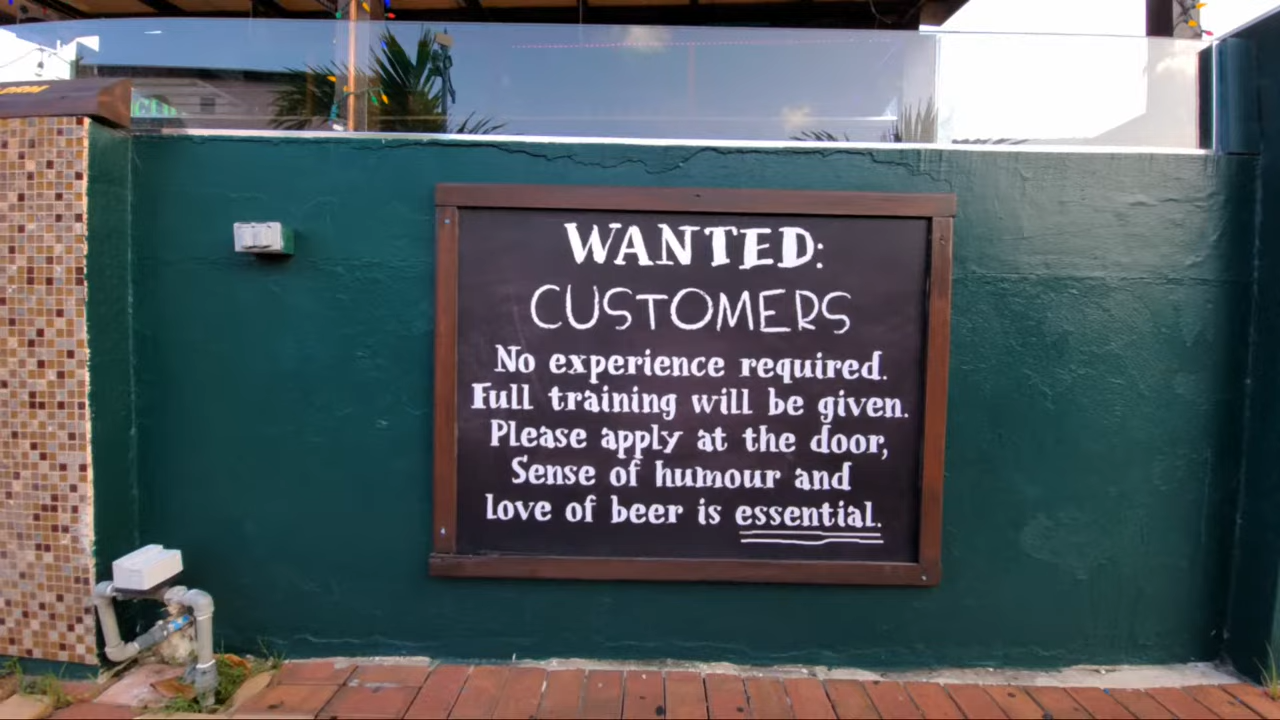 WANTED:
CUSTOMERS
No experience required.
Full training will be given.
Please apply at the door,
Sense of humour and
love of beer is essential.